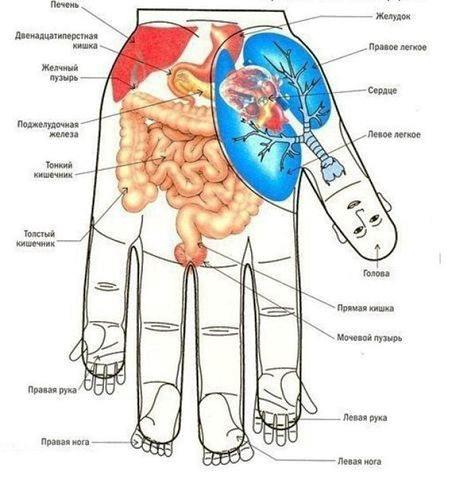 Печень
Двенадцатиперстная
кишка
Желчный
пузырь
Поджелудочная
железа
Тонкий
кишечник
Толстый
кишечник
Правая рука
Правая нога
Желудок
Правое легкое
Сердце
Левое легкое
Голова
Прямая кишка
Мочевой пузырь
Левая рука
Левая нога